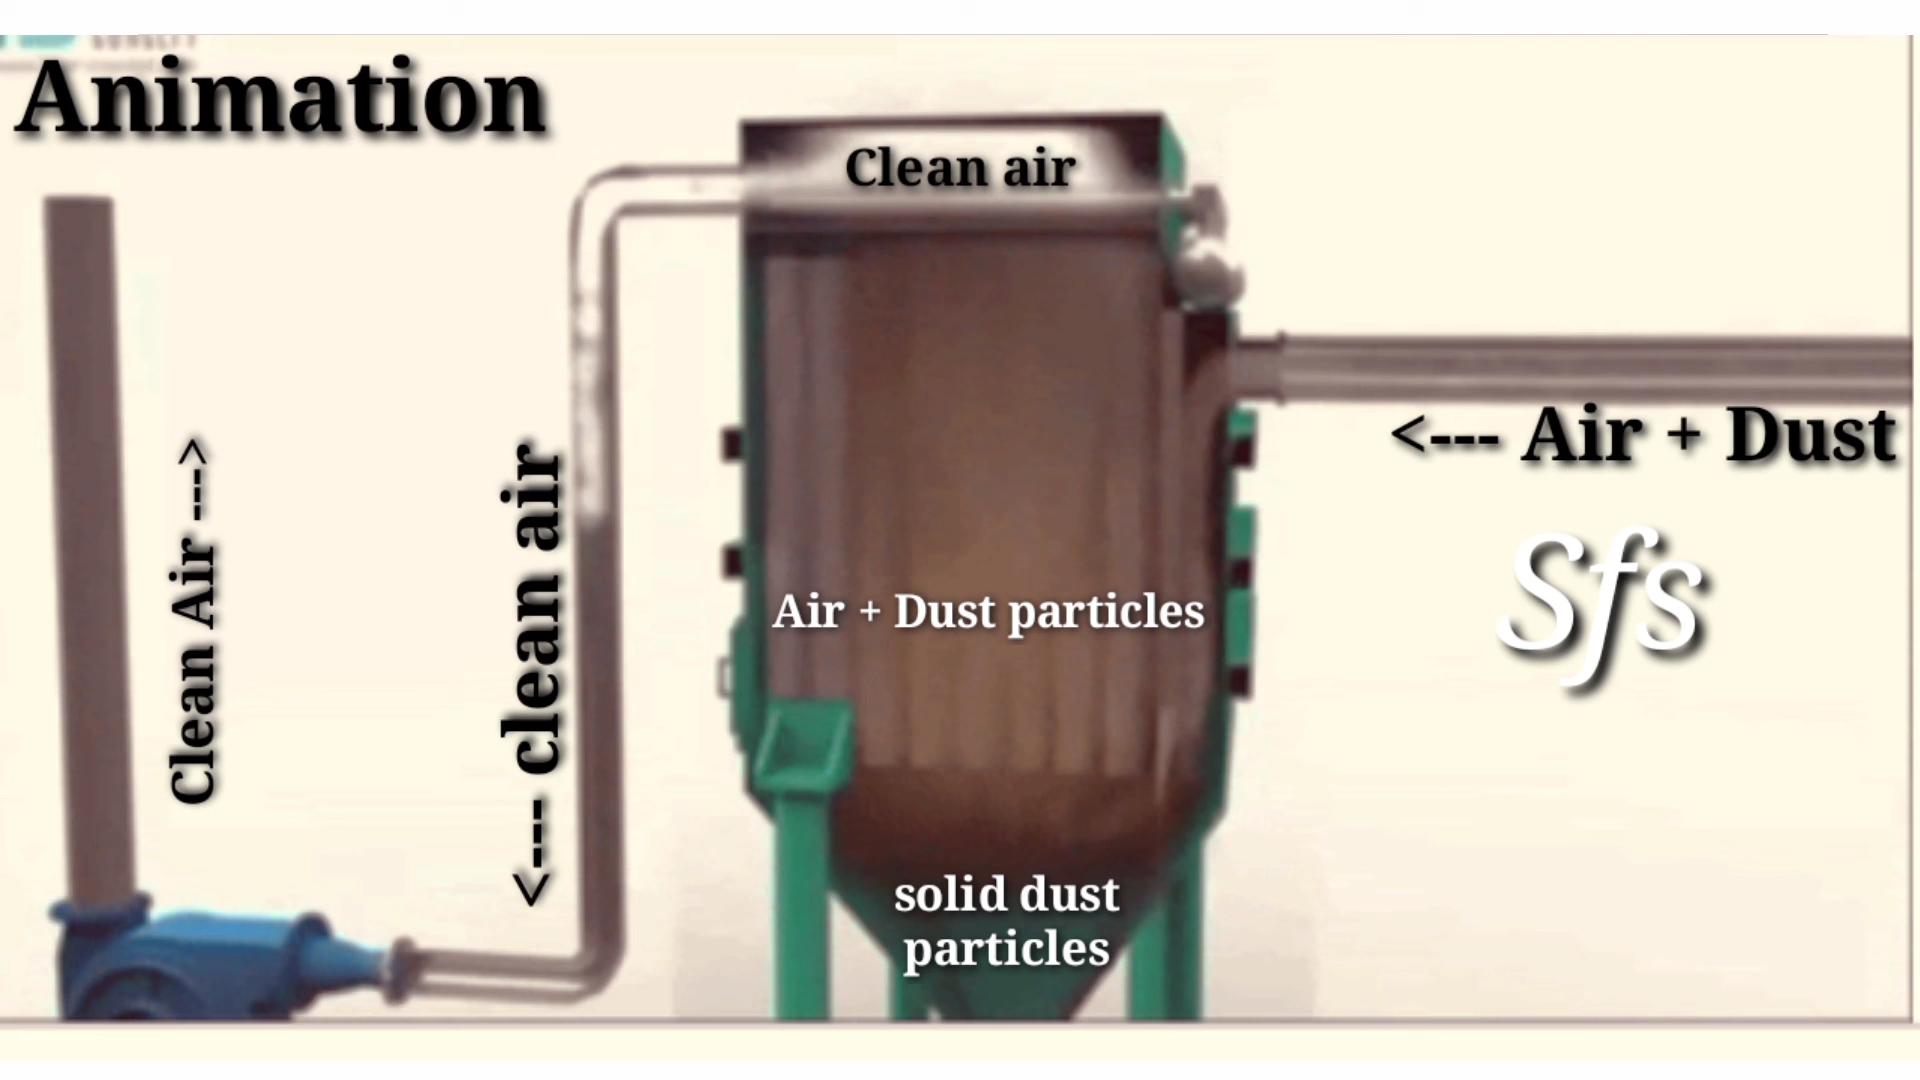 Animation
Clean air
<--- Air + Dust
Sfs
Clean Air --->
<--- clean air
Air + Dust particles
solid dust
particles